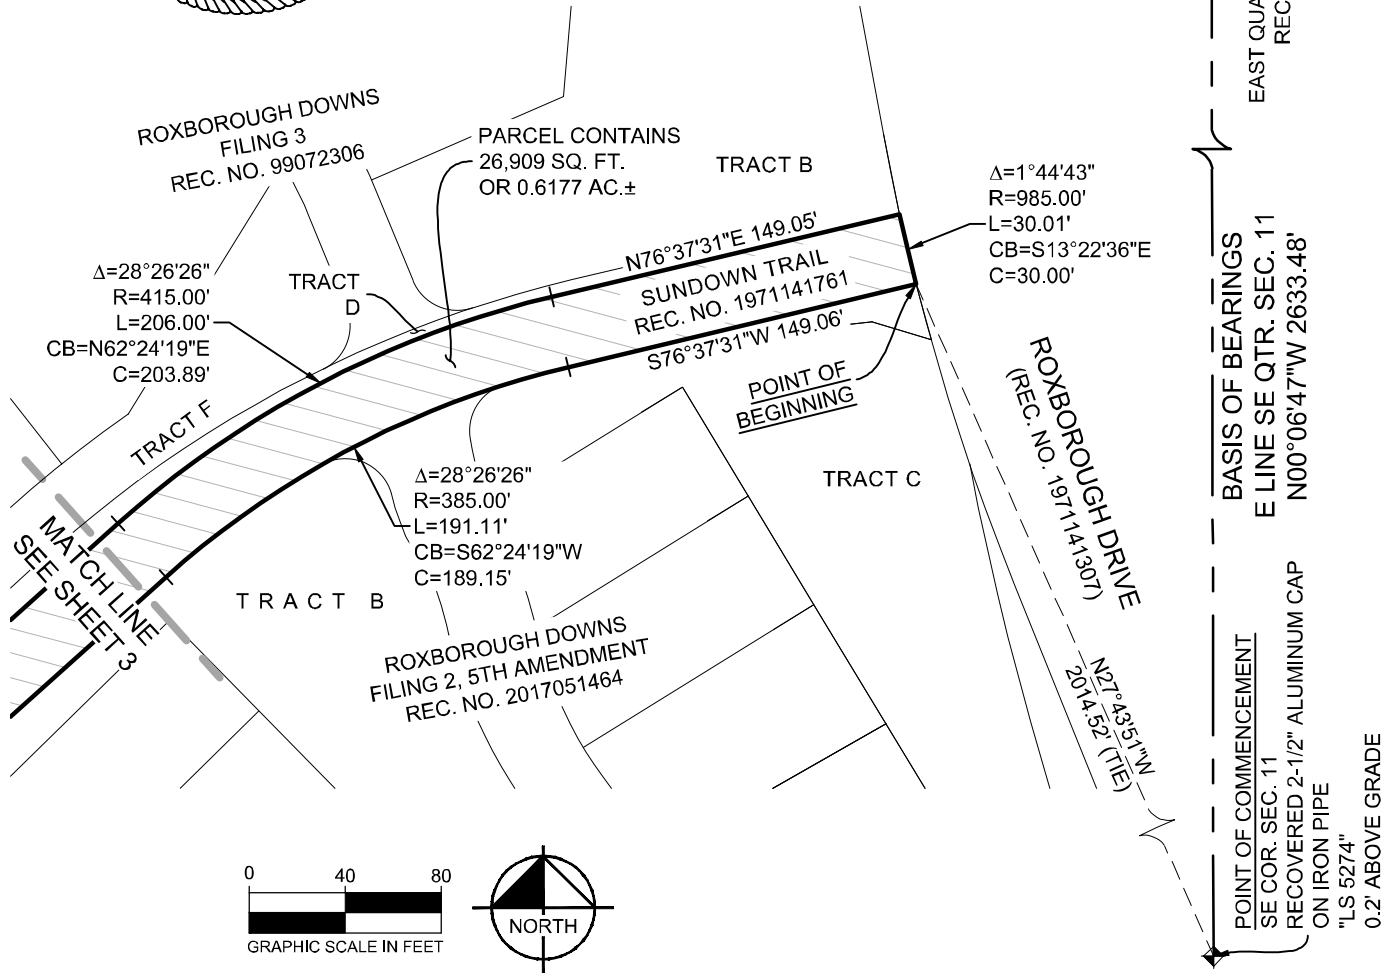 ROXBOROUGH DOWNS
FILING 3
REC. NO. 99072306
PARCEL CONTAINS
26,909 SQ. FT.
OR 0.6177 AC.±
TRACT B
Δ=1°44'43"
R=985.00'
L=30.01'
CB=S13°22'36"E
C=30.00'
EAST QUA
REC
Δ=28°26'26"
R=415.00'
L=206.00'
CB=N62°24'19"E
C=203.89'
TRACT
D
N76°37'31"E 149.05'
SUNDOWN TRAIL
REC. NO. 1971141761
S76°37'31"W 149.06'
POINT OF
BEGINNING
BASIS OF BEARINGS
E LINE SE QTR. SEC. 11
N00°06'47"W 2633.48'
TRACT F
ROXBOROUGH DRIVE
(REC. NO. 1971141307)
TRACT C
Δ=28°26'26"
R=385.00'
L=191.11'
CB=S62°24'19"W
C=189.15'
MATCH LINE
SEE SHEET 3
TRACT B
ROXBOROUGH DOWNS
FILING 2, 5TH AMENDMENT
REC. NO. 2017051464
N27°43'51"W
2014.52' (TIE)
POINT OF COMMENCEMENT
SE COR. SEC. 11
RECOVERED 2-1/2" ALUMINUM CAP
ON IRON PIPE
"LS 5274"
0.2' ABOVE GRADE
0 40 80
GRAPHIC SCALE IN FEET
NORTH